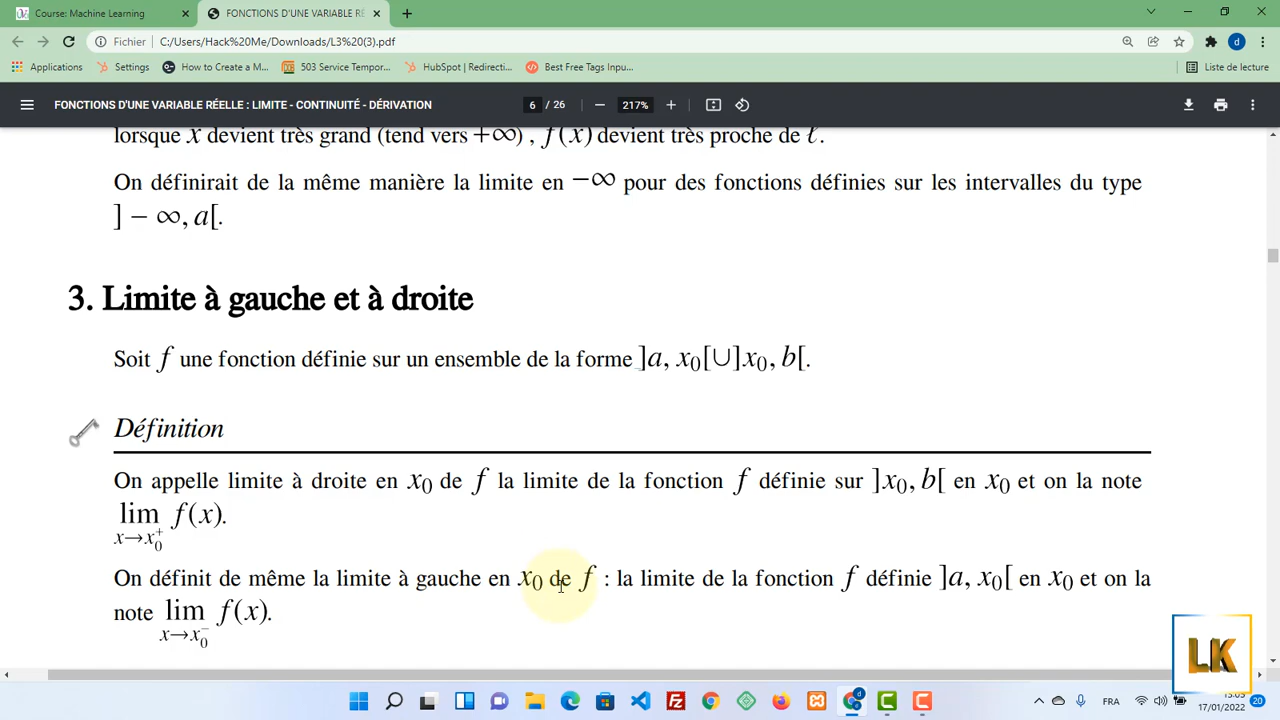 Course: Machine Learning
FONCTIONS D'UNE VARIABLE RÉ
Fichier C:/Users/Hack%20Me/Downloads/L3%20(3).pdf
Applications Settings How to Create a M... 503 Service Tempor... HubSpot | Redirecti... Best Free Tags Inpu... Liste de lecture
FONCTIONS D'UNE VARIABLE RÉELLE : LIMITE - CONTINUITÉ - DÉRIVATION 6 / 26 − 217% +
lorsque x devient très grand (tend vers +∞) , f(x) devient très proche de ℓ.
On définirait de la même manière la limite en −∞ pour des fonctions définies sur les intervalles du type
] − ∞, a[.
3. Limite à gauche et à droite
Soit f une fonction définie sur un ensemble de la forme ]a, x₀[∪]x₀, b[.
Définition
On appelle limite à droite en x₀ de f la limite de la fonction f définie sur ]x₀, b[ en x₀ et on la note
lim f(x).
x→x₀⁺
On définit de même la limite à gauche en x₀ de f : la limite de la fonction f définie ]a, x₀[ en x₀ et on la
note lim f(x).
x→x₀⁻
LK
FRA 13:09
17/01/2022 20